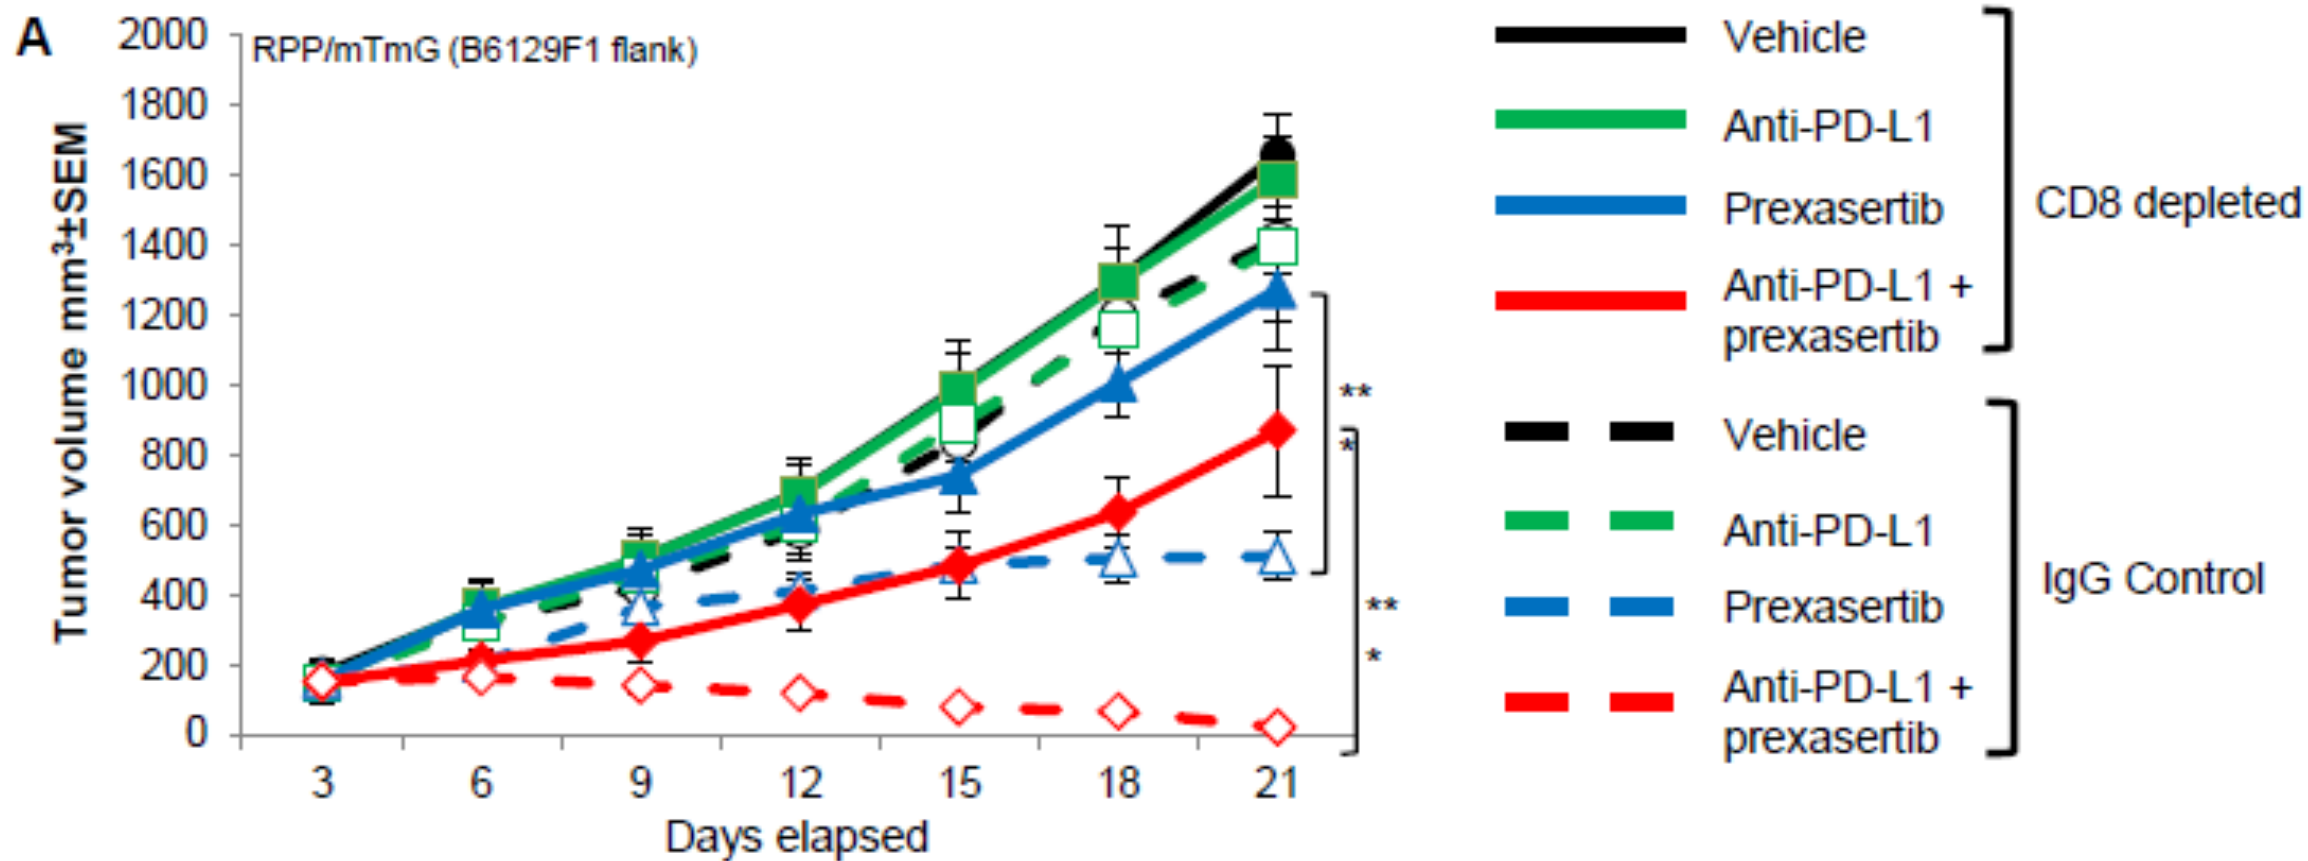 A
RPP/mTmG (B6129F1 flank)
Tumor volume mm³±SEM
2000
1800
1600
1400
1200
1000
800
600
400
200
0
3 6 9 12 15 18 21
Days elapsed
**
*
**
*
Vehicle
Anti-PD-L1
Prexasertib
Anti-PD-L1 +
prexasertib
CD8 depleted
Vehicle
Anti-PD-L1
Prexasertib
Anti-PD-L1 +
prexasertib
IgG Control